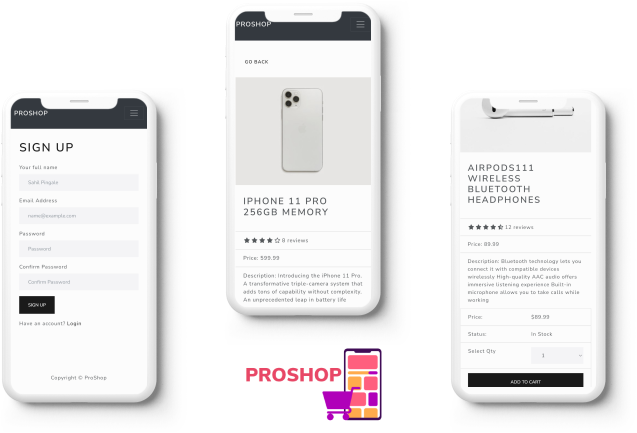 PROSHOP
SIGN UP
Your full name
Sahil Pingale
Email Address
name@example.com
Password
Password
Confirm Password
Confirm Password
SIGN UP
Have an account? Login
Copyright © ProShop
PROSHOP
GO BACK
IPHONE 11 PRO
256GB MEMORY
8 reviews
Price: 599.99
Description: Introducing the iPhone 11 Pro.
A transformative triple-camera system that
adds tons of capability without complexity.
An unprecedented leap in battery life
PROSHOP
AIRPODS111
WIRELESS
BLUETOOTH
HEADPHONES
12 reviews
Price: 89.99
Description: Bluetooth technology lets you
connect it with compatible devices
wirelessly High-quality AAC audio offers
immersive listening experience Built-in
microphone allows you to take calls while
working
Price: $89.99
Status: In Stock
Select Qty 1
ADD TO CART